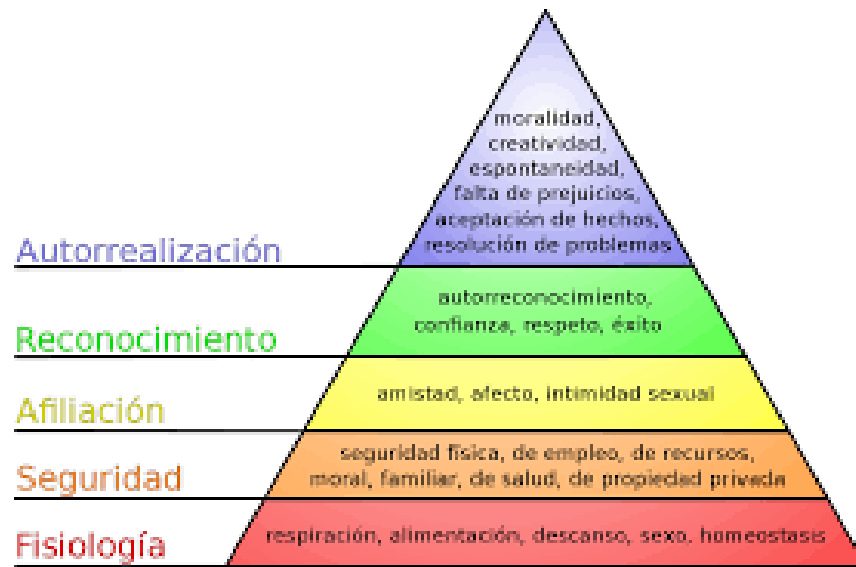 moralidad,
creatividad,
espontaneidad,
falta de prejuicios,
aceptación de hechos,
resolución de problemas
Autorrealización
autorreconocimiento,
confianza, respeto, éxito
Reconocimiento
amistad, afecto, intimidad sexual
Afiliación
seguridad física, de empleo, de recursos,
moral, familiar, de salud, de propiedad privada
Seguridad
respiración, alimentación, descanso, sexo, homeostasis
Fisiología